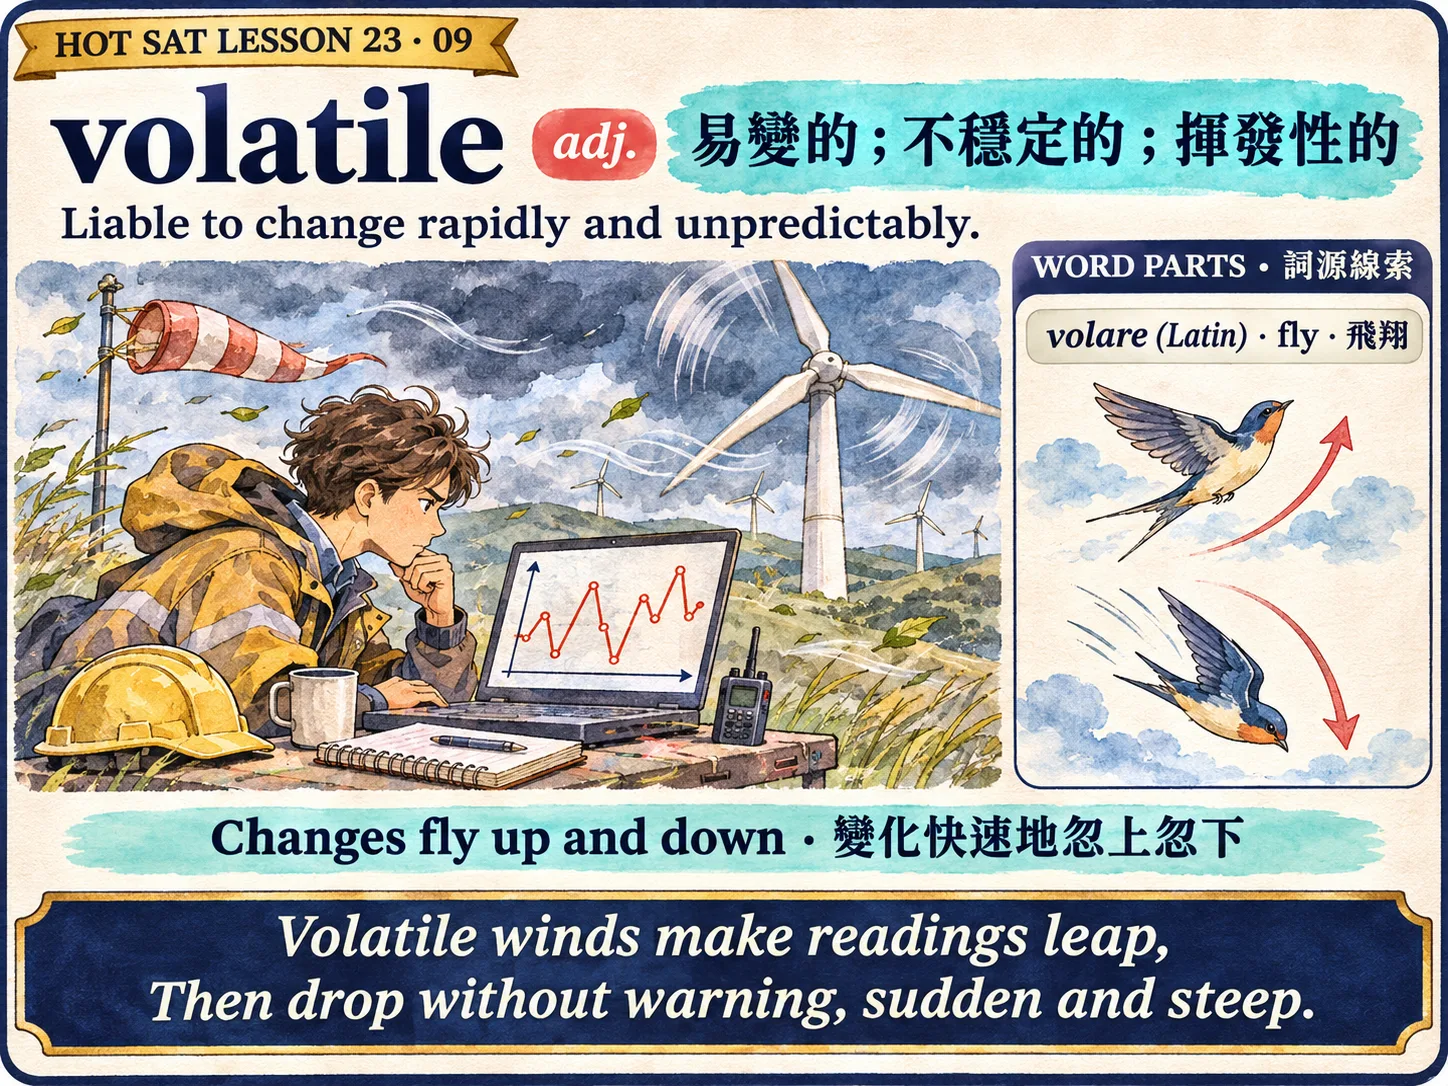 HOT SAT LESSON 23 · 09
volatile adj. 易變的；不穩定的；揮發性的
Liable to change rapidly and unpredictably.
WORD PARTS · 詞源線索
volare (Latin) · fly · 飛翔
Changes fly up and down · 變化快速地忽上忽下
Volatile winds make readings leap,
Then drop without warning, sudden and steep.